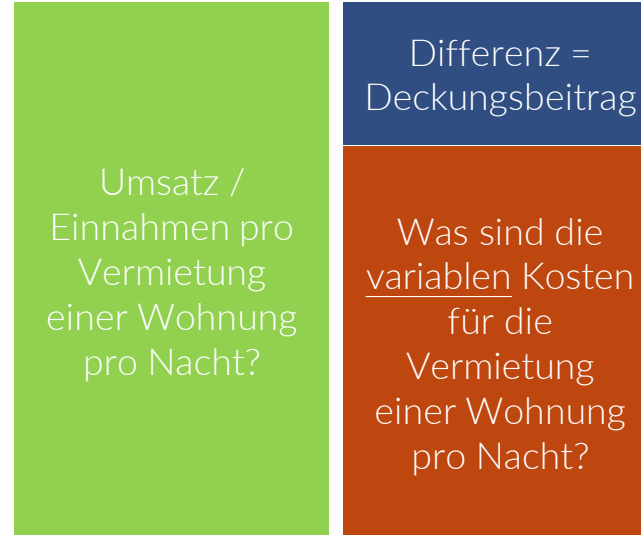 Umsatz /
Einnahmen pro
Vermietung
einer Wohnung
pro Nacht?
Differenz =
Deckungsbeitrag
Was sind die
variablen Kosten
für die
Vermietung
einer Wohnung
pro Nacht?